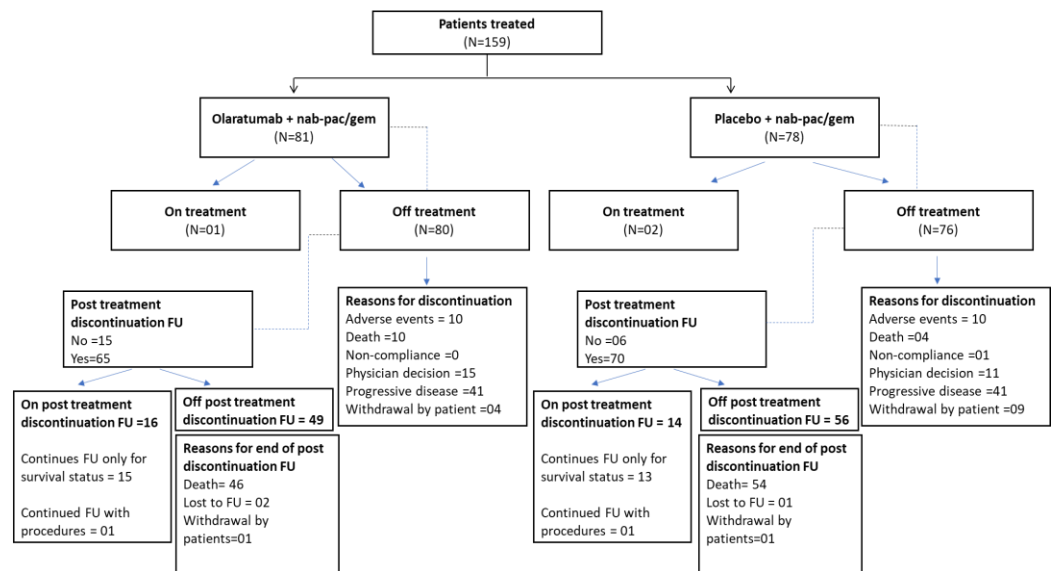 Patients treated
(N=159)
Olaratumab + nab-pac/gem
(N=81)
Placebo + nab-pac/gem
(N=78)
On treatment
(N=01)
Off treatment
(N=80)
On treatment
(N=02)
Off treatment
(N=76)
Post treatment
discontinuation FU
No =15
Yes=65
Reasons for discontinuation
Adverse events = 10
Death =10
Non-compliance =0
Physician decision =15
Progressive disease =41
Withdrawal by patient =04
Post treatment
discontinuation FU
No =06
Yes=70
Reasons for discontinuation
Adverse events = 10
Death =04
Non-compliance =01
Physician decision =11
Progressive disease =41
Withdrawal by patient =09
On post treatment
discontinuation FU =16
Continues FU only for
survival status = 15
Continued FU with
procedures = 01
Off post treatment
discontinuation FU = 49
Reasons for end of post
discontinuation FU
Death= 46
Lost to FU = 02
Withdrawal by
patients=01
On post treatment
discontinuation FU = 14
Continues FU only for
survival status = 13
Continued FU with
procedures = 01
Off post treatment
discontinuation FU = 56
Reasons for end of post
discontinuation FU
Death= 54
Lost to FU = 01
Withdrawal by
patients=01